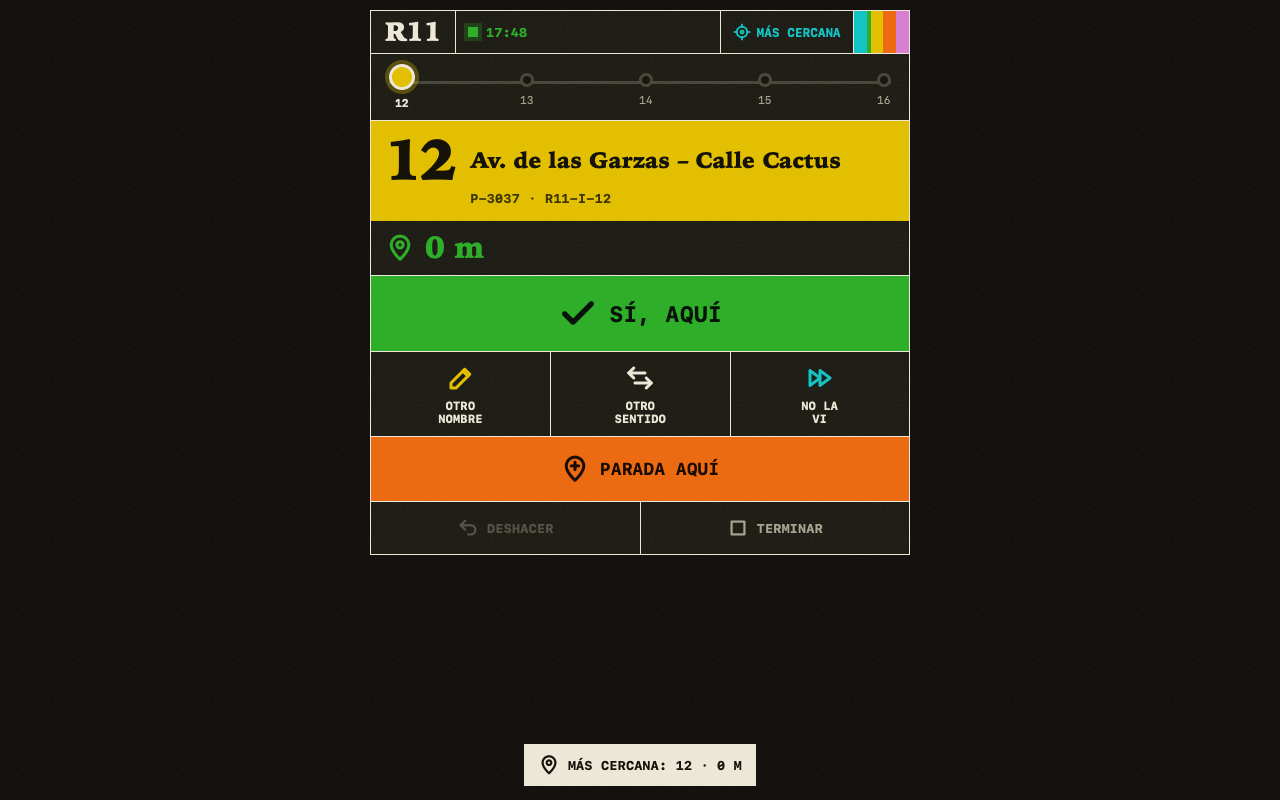 R11
17:48
MÁS CERCANA
12
13
14
15
16
12
Av. de las Garzas – Calle Cactus
P–3037 · R11–I–12
0 m
SÍ, AQUÍ
OTRO
NOMBRE
OTRO
SENTIDO
NO LA
VI
PARADA AQUÍ
DESHACER
TERMINAR
MÁS CERCANA: 12 · 0 M